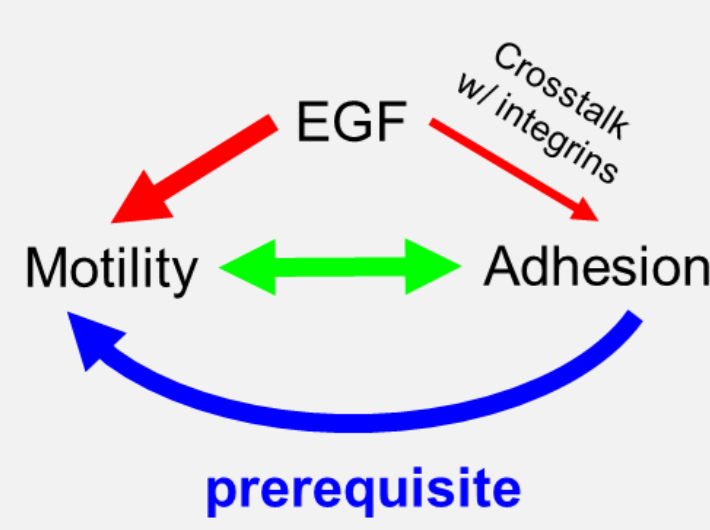 EGF
Crosstalk
w/ integrins
Motility
Adhesion
prerequisite